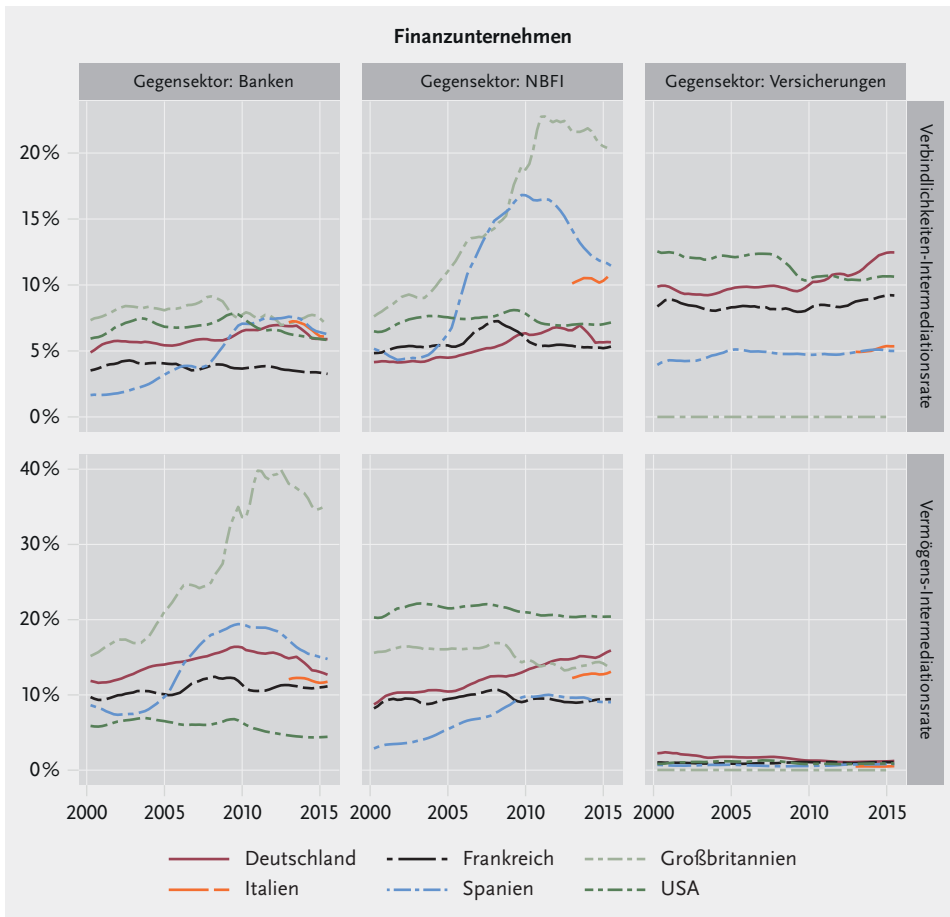 Finanzunternehmen
Gegensektor: Banken
Gegensektor: NBFI
Gegensektor: Versicherungen
20%
15%
10%
5%
0%
Verbindlichkeiten-Intermediationsrate
40%
30%
20%
10%
0%
Vermögens-Intermediationsrate
2000 2005 2010 2015 2000 2005 2010 2015 2000 2005 2010 2015
Deutschland Frankreich Großbritannien
Italien Spanien USA